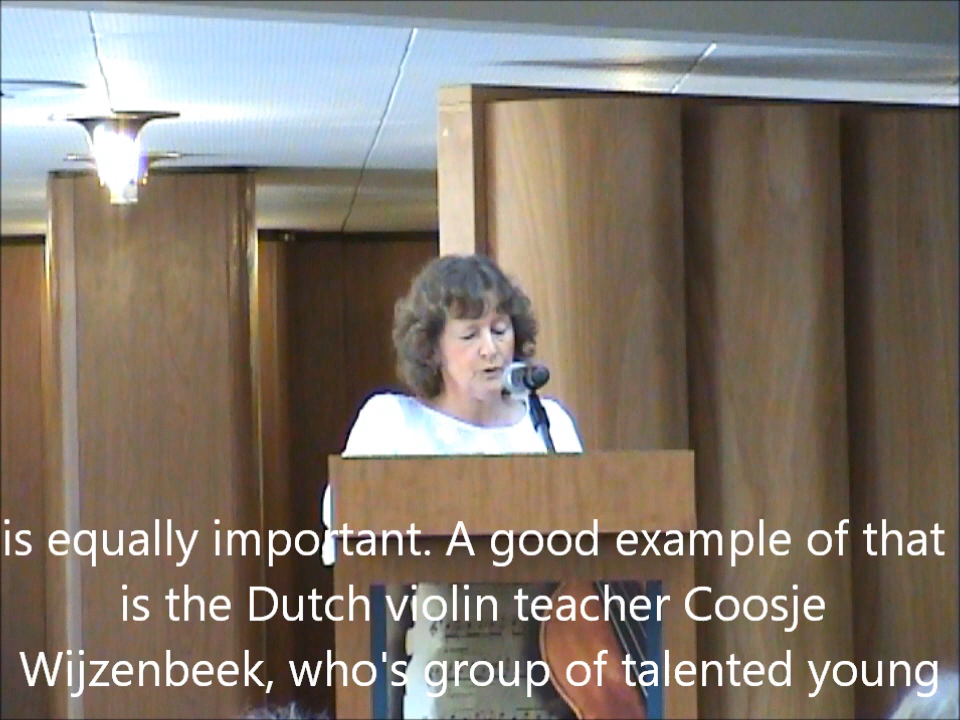 is equally important. A good example of that
is the Dutch violin teacher Coosje
Wijzenbeek, who's group of talented young